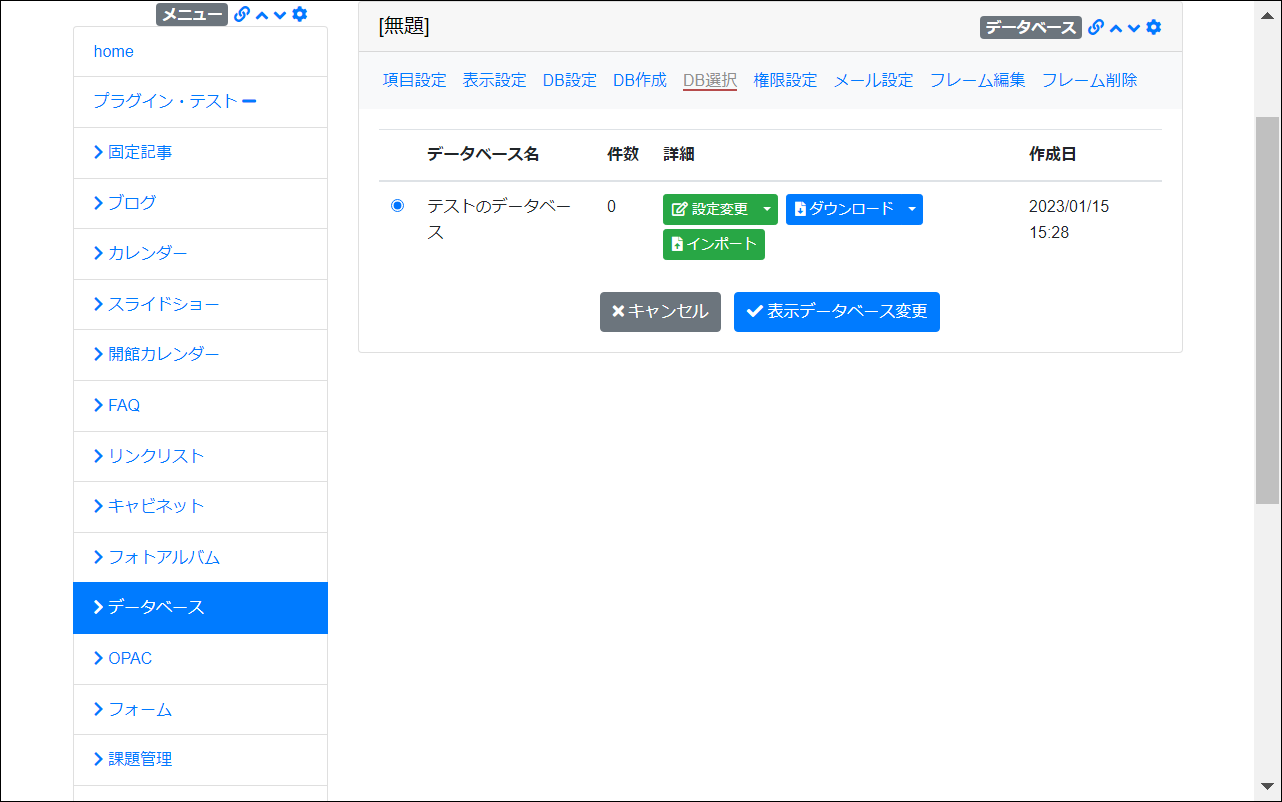 メニュー
home
プラグイン・テスト
固定記事
ブログ
カレンダー
スライドショー
開館カレンダー
FAQ
リンクリスト
キャビネット
フォトアルバム
データベース
OPAC
フォーム
課題管理
[無題]
データベース
項目設定 表示設定 DB設定 DB作成 DB選択 権限設定 メール設定 フレーム編集 フレーム削除
データベース名 件数 詳細 作成日
テストのデータベー 0 設定変更 ダウンロード 2023/01/15
ス インポート 15:28
キャンセル 表示データベース変更